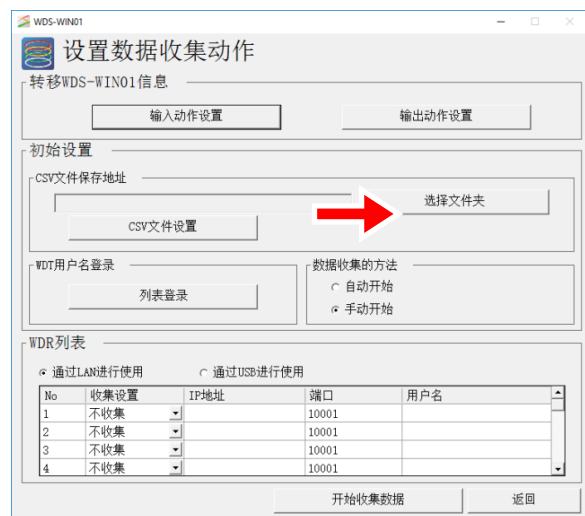 WDS-WIN01
设置数据收集动作
转移WDS-WIN01信息
输入动作设置 输出动作设置
初始设置
CSV文件保存地址
选择文件夹
CSV文件设置
WDT用户名登录 数据收集的方法
列表登录
自动开始
手动开始
WDR列表
通过LAN进行使用 通过USB进行使用
No 收集设置 IP地址 端口 用户名
1 不收集 10001
2 不收集 10001
3 不收集 10001
4 不收集 10001
开始收集数据 返回